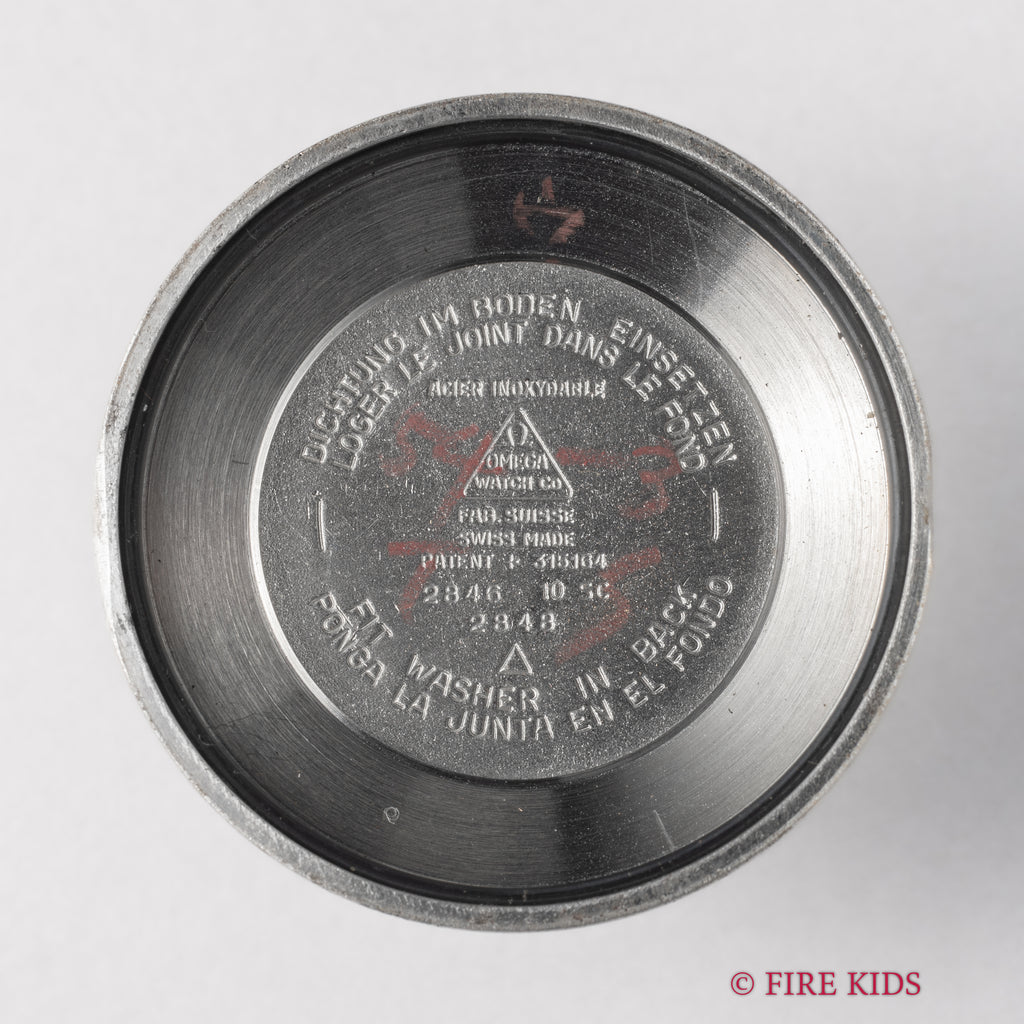 DICHTUNG IM BODEN EINSETZEN
LOGER LE JOINT DANS LE FOND
ACIER INOXYDABLE
Ω
OMEGA
WATCH Co
FAB. SUISSE
SWISS MADE
PATENT + 315164
2846 10 SC
2848
FIT WASHER IN BACK
PONGA LA JUNTA EN EL FONDO
© FIRE KIDS